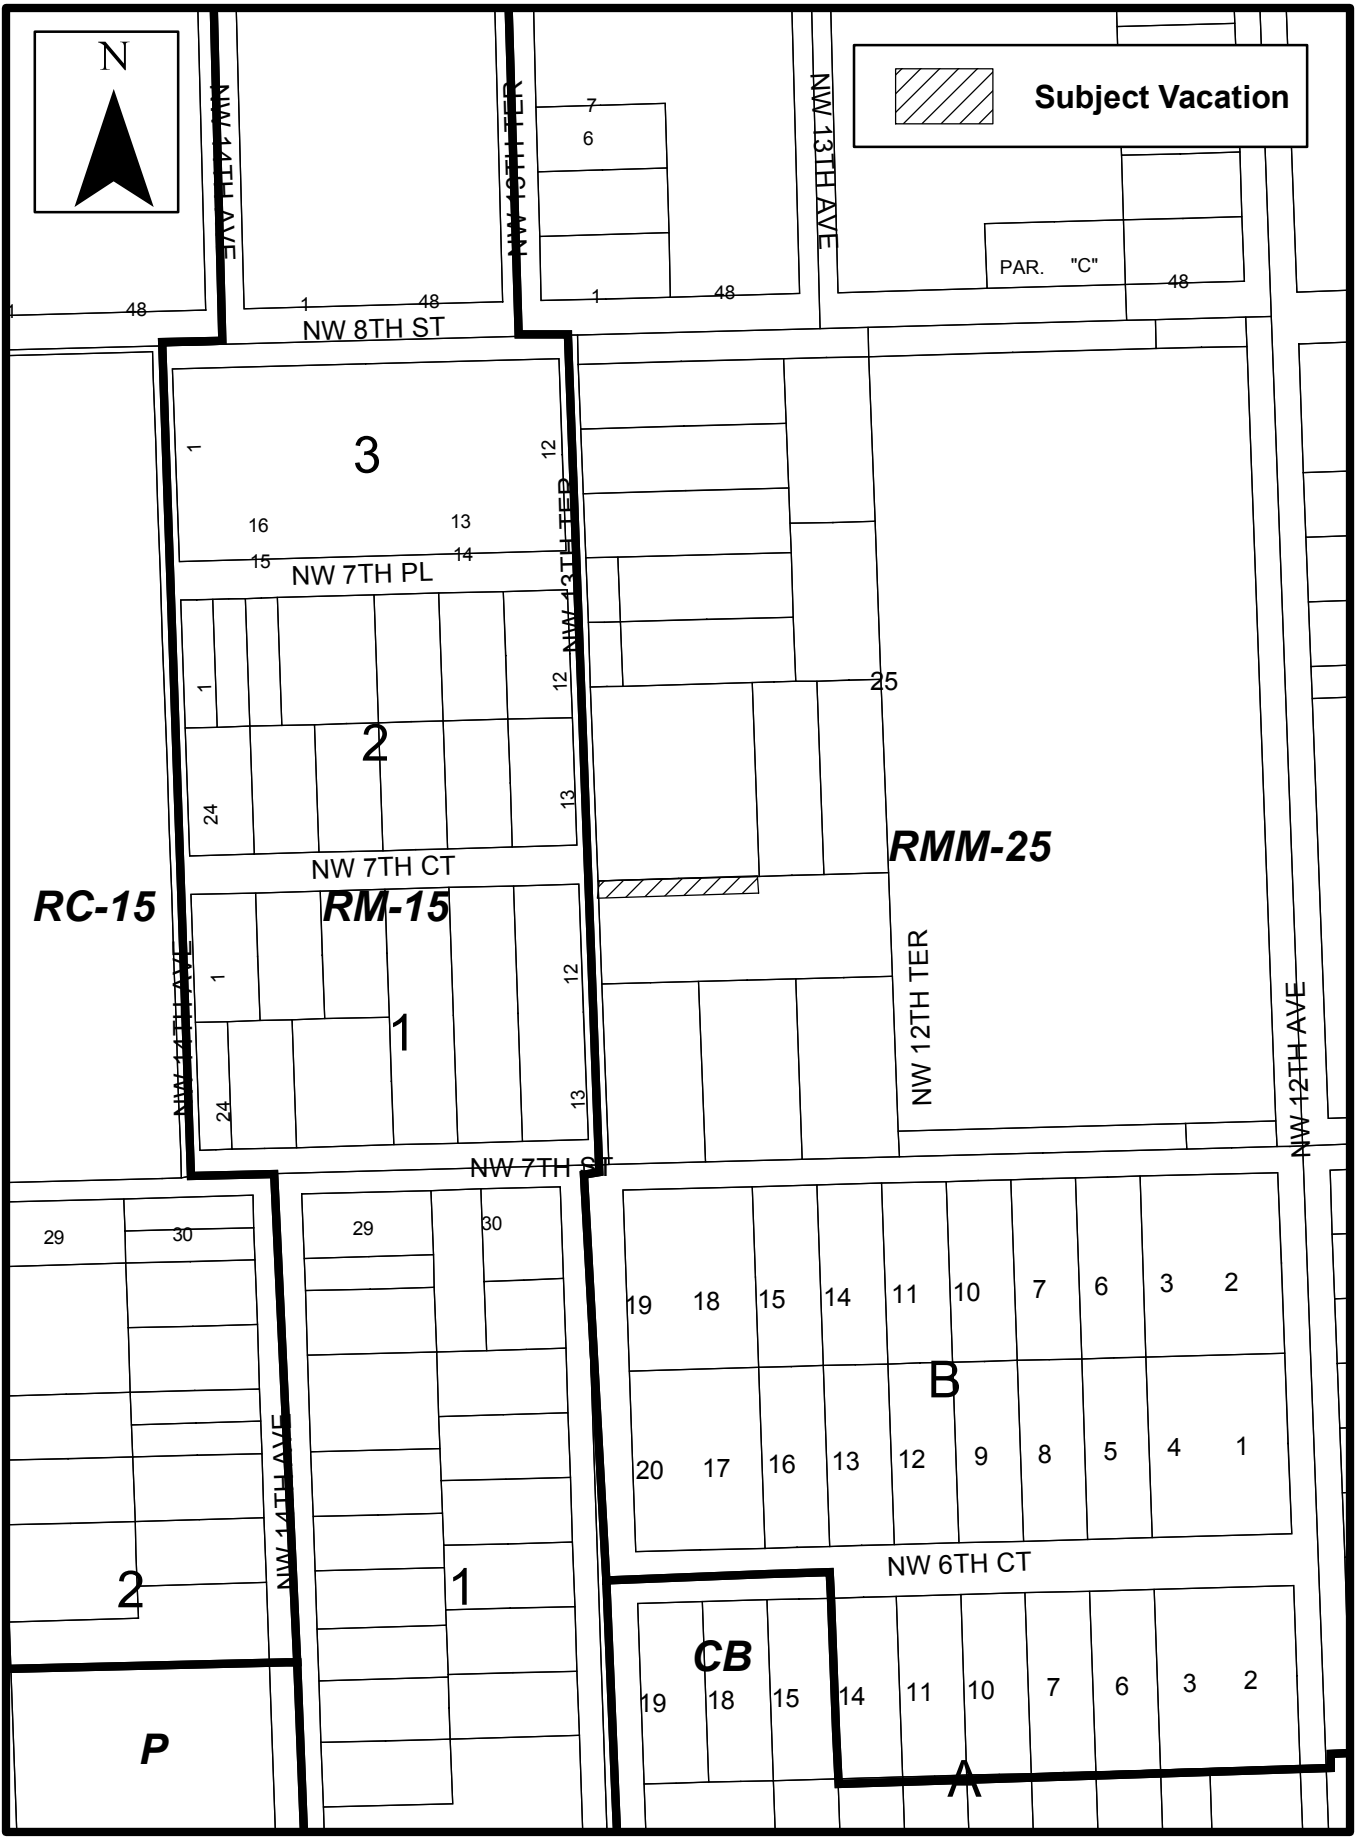 N
Subject Vacation
NW 14TH AVE
NW 13TH TER
NW 13TH AVE
7
6
PAR. "C"
1
48
1
48
1
48
48
NW 8TH ST
3
1
12
16
13
15
14
NW 7TH PL
NW 13TH TER
1
12
2
25
24
13
NW 7TH CT
RMM-25
RC-15
RM-15
NW 14TH AVE
1
12
NW 12TH TER
NW 12TH AVE
1
24
13
NW 7TH ST
29
30
29
30
19
18
15
14
11
10
7
6
3
2
B
20
17
16
13
12
9
8
5
4
1
NW 14TH AVE
NW 6TH CT
2
1
CB
19
18
15
14
11
10
7
6
3
2
P
A